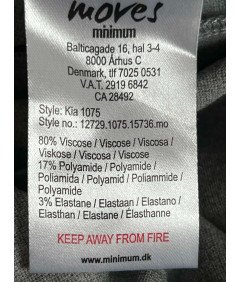 moves
minimum
Balticagade 16, hal 3-4
8000 Århus C
Denmark, tlf 7025 0531
V.A.T. 2919 6842
CA 28492
Style: Kia 1075
Style no.: 12729.1075.15736.mo
80% Viscose / Viscose / Viscosa /
Viskose / Viscosa / Viscose
17% Polyamide / Polyamide /
Poliamida / Polyamid / Poliammide /
Polyamide
3% Elastane / Elastaan / Elastano /
Elasthan / Elastane / Elasthanne
KEEP AWAY FROM FIRE
www.minimum.dk